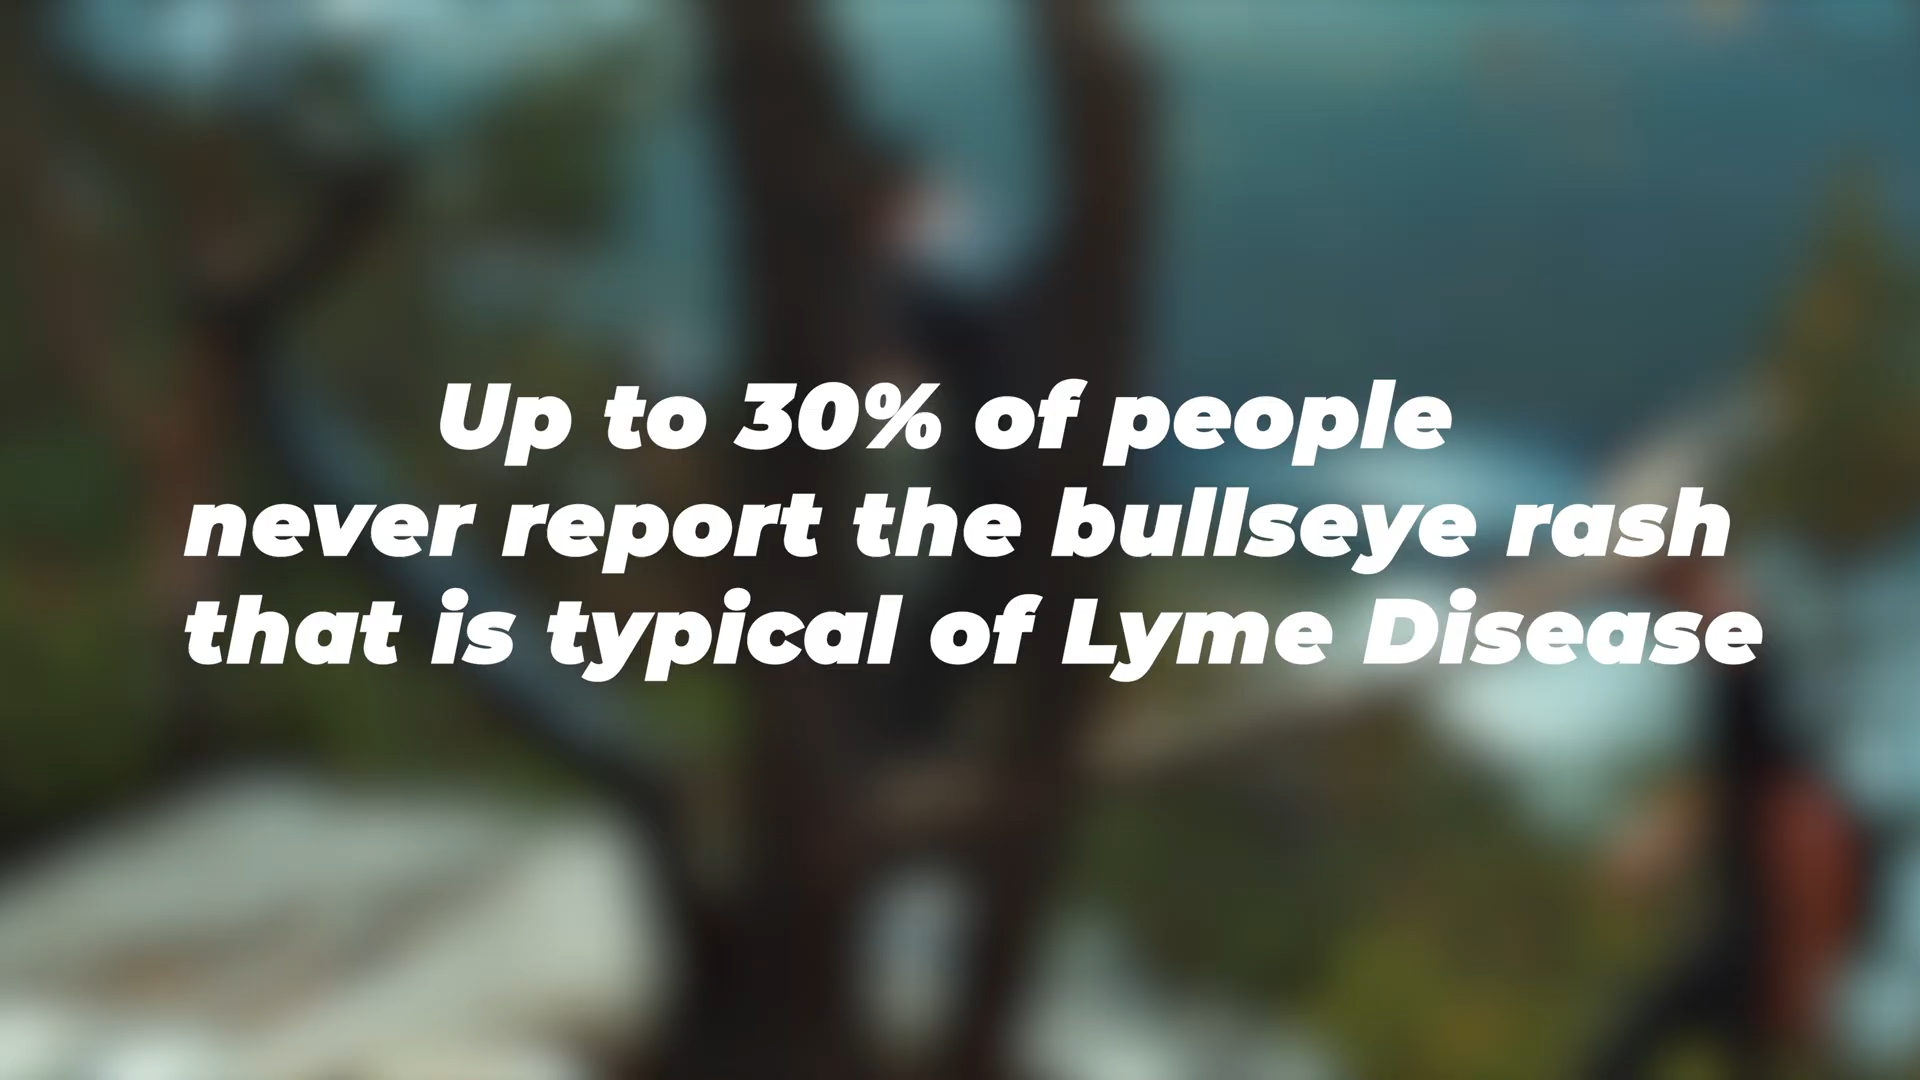 Up to 30% of people
never report the bullseye rash
that is typical of Lyme Disease